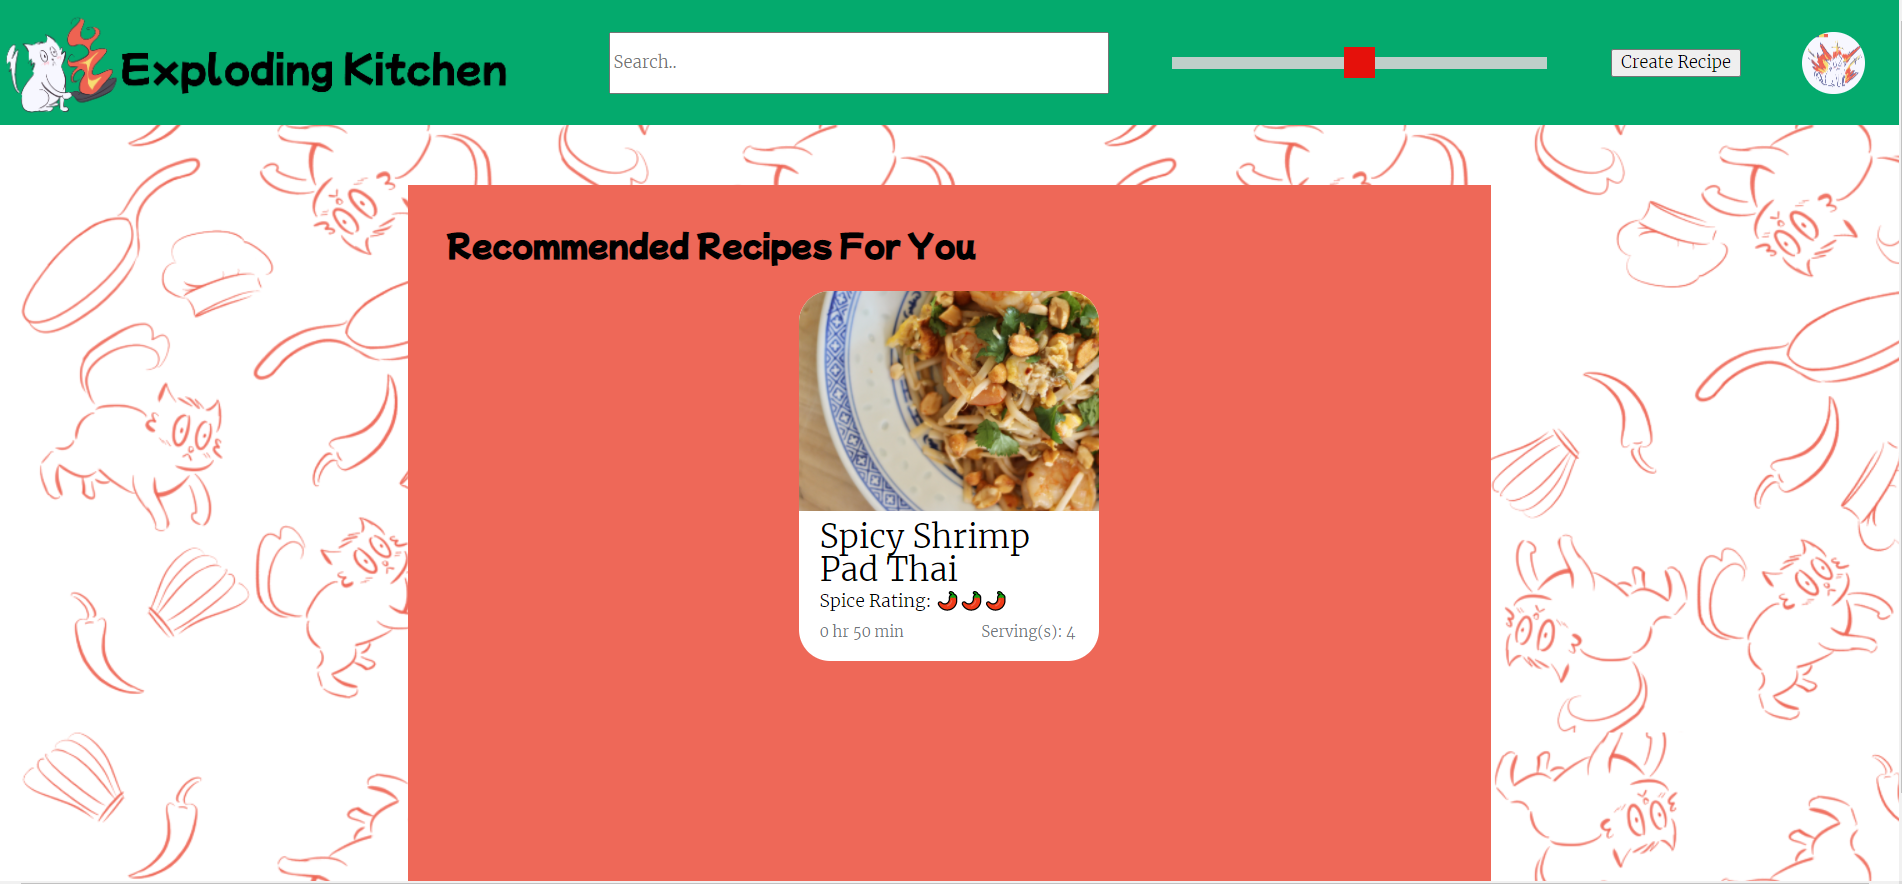 Exploding Kitchen
Search..
Create Recipe
Recommended Recipes For You
Spicy Shrimp
Pad Thai
Spice Rating: 🌶🌶🌶
0 hr 50 min
Serving(s): 4